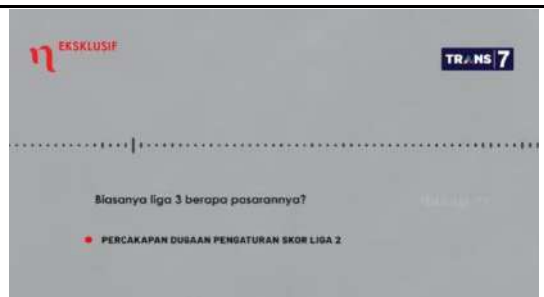 EKSKLUSIF
TRANS|7
Biasanya liga 3 berapa pasarannya?
PERCAKAPAN DUGAAN PENGATURAN SKOR LIGA 2